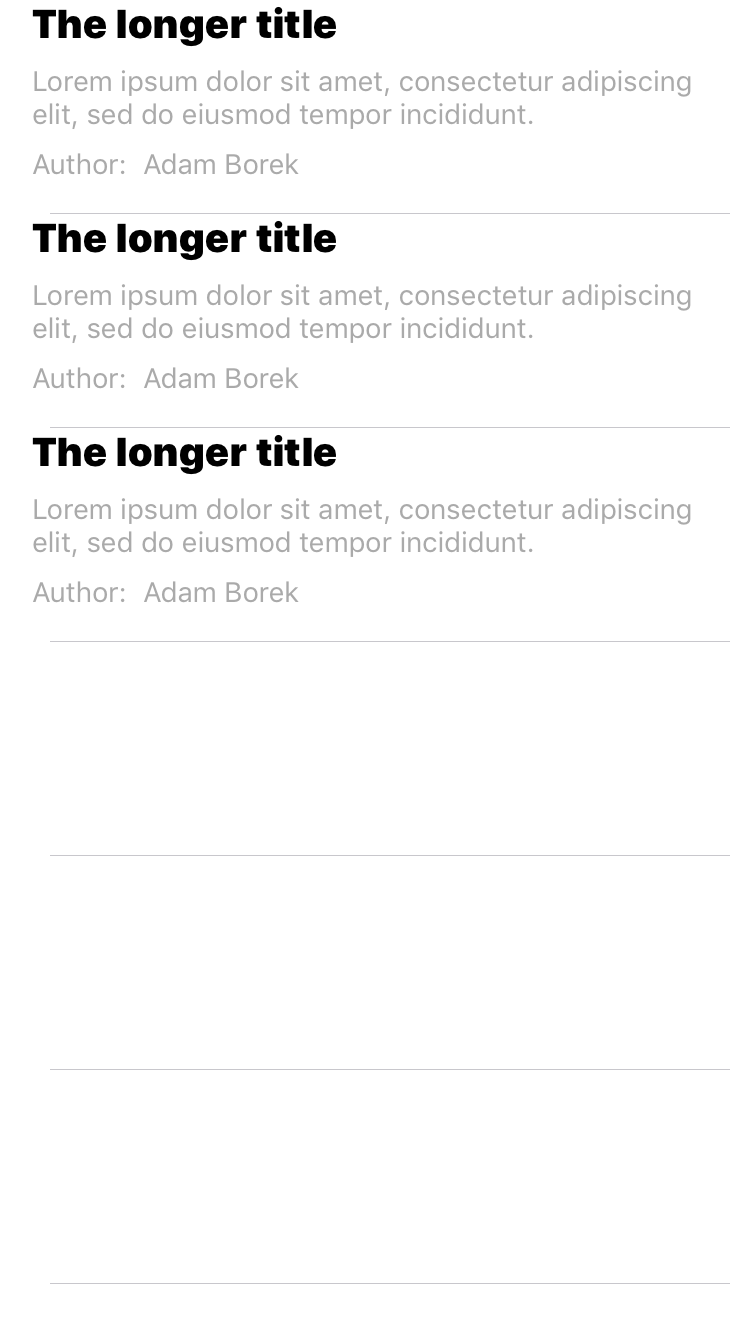 The longer title
Lorem ipsum dolor sit amet, consectetur adipiscing
elit, sed do eiusmod tempor incididunt.
Author: Adam Borek
The longer title
Lorem ipsum dolor sit amet, consectetur adipiscing
elit, sed do eiusmod tempor incididunt.
Author: Adam Borek
The longer title
Lorem ipsum dolor sit amet, consectetur adipiscing
elit, sed do eiusmod tempor incididunt.
Author: Adam Borek